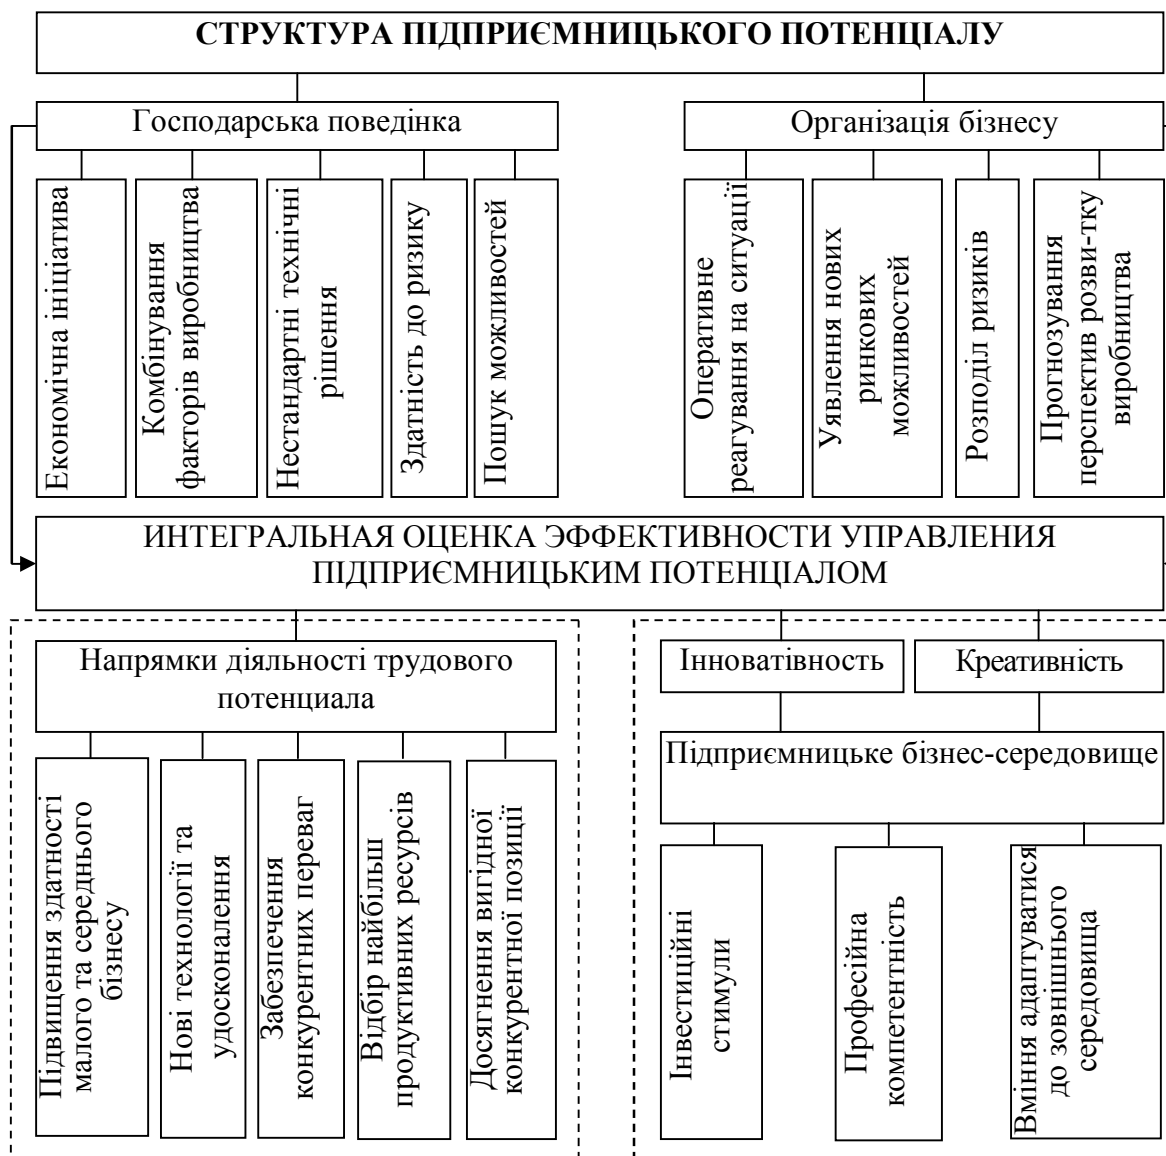 СТРУКТУРА ПІДПРИЄМНИЦЬКОГО ПОТЕНЦІАЛУ
Господарська поведінка
Організація бізнесу
Економічна ініціатива
Комбінування
факторів виробництва
Нестандартні технічні
рішення
Здатність до ризику
Пошук можливостей
Оперативне
реагування на ситуації
Уявлення нових
ринкових
можливостей
Розподіл ризиків
Прогнозування
перспектив розви-тку
виробництва
ИНТЕГРАЛЬНАЯ ОЦЕНКА ЭФФЕКТИВНОСТИ УПРАВЛЕНИЯ
ПІДПРИЄМНИЦЬКИМ ПОТЕНЦІАЛОМ
Напрямки діяльності трудового
потенциала
Інноватівность
Креативність
Підприємницьке бізнес-середовище
Підвищення здатності
малого та середнього
бізнесу
Нові технології та
удосконалення
Забезпечення
конкурентних переваг
Відбір найбільш
продуктивних ресурсів
Досягнення вигідної
конкурентної позиції
Інвестиційні
стимули
Професійна
компетентність
Вміння адаптуватися
до зовнішнього
середовища